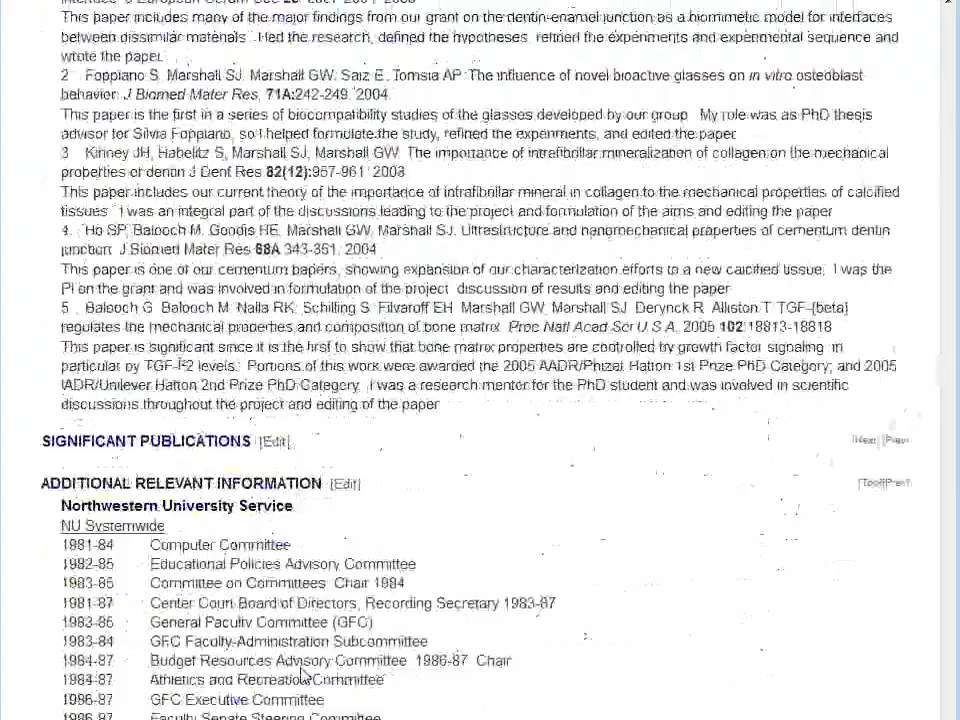 This paper includes many of the major findings from our grant on the dentin-enamel junction as a biomimetic model for interfaces
between dissimilar materials. I led the research, defined the hypotheses, refined the experiments and experimental sequence and
wrote the paper.
2 Foppiano S, Marshall SJ, Marshall GW, Saiz E, Tomsia AP. The influence of novel bioactive glasses on in vitro osteoblast
behavior. J Biomed Mater Res, 71A:242-249, 2004
This paper is the first in a series of biocompatibility studies of the glasses developed by our group. My role was as PhD thesis
advisor for Silvia Foppiano, so I helped formulate the study, refined the experiments, and edited the paper
3 Kinney JH, Habelitz S, Marshall SJ, Marshall GW. The importance of intrafibrillar mineralization of collagen on the mechanical
properties of dentin J Dent Res 82(12):957-961 2003
This paper includes our current theory of the importance of intrafibrillar mineral in collagen to the mechanical properties of calcified
tissues. I was an integral part of the discussions leading to the project and formulation of the aims and editing the paper
4. Ho SP, Balooch M, Goodis HE, Marshall GW, Marshall SJ. Ultrastructure and nanomechanical properties of cementum dentin
junction. J Biomed Mater Res 68A 343-351, 2004
This paper is one of our cementum papers, showing expansion of our characterization efforts to a new calcified tissue. I was the
PI on the grant and was involved in formulation of the project discussion of results and editing the paper
5. Balooch G Balooch M Nalla RK, Schilling S Filvaroff EH Marshall GW, Marshall SJ, Derynck R Alliston T TGF-{beta}
regulates the mechanical properties and composition of bone matrix. Proc Natl Acad Sci U S A, 2005 102 18813-18818
This paper is significant since it is the first to show that bone matrix properties are controlled by growth factor signaling in
particular by levels. Portions of this work were awarded the 2005 AADR/Phizer Hatton 1st Prize PhD Category; and 2005
IADR/Unilever Hatton 2nd Prize PhD Category. I was a research mentor for the PhD student and was involved in scientific
discussions throughout the project and editing of the paper
SIGNIFICANT PUBLICATIONS [Edit] [Next][Prev]
ADDITIONAL RELEVANT INFORMATION [Edit] [Top][Prev]
Northwestern University Service
NU Systemwide
1981-84 Computer Committee
1982-85 Educational Policies Advisory Committee
1983-85 Committee on Committees Chair 1984
1981-87 Center Court Board of Directors, Recording Secretary 1983-87
1983-85 General Faculty Committee (GFC)
1983-84 GFC Faculty-Administration Subcommittee
1984-87 Budget Resources Advisory Committee 1986-87 Chair
1984-87 Athletics and Recreation Committee
1986-87 GFC Executive Committee
1986-87 Faculty Senate Steering Committee